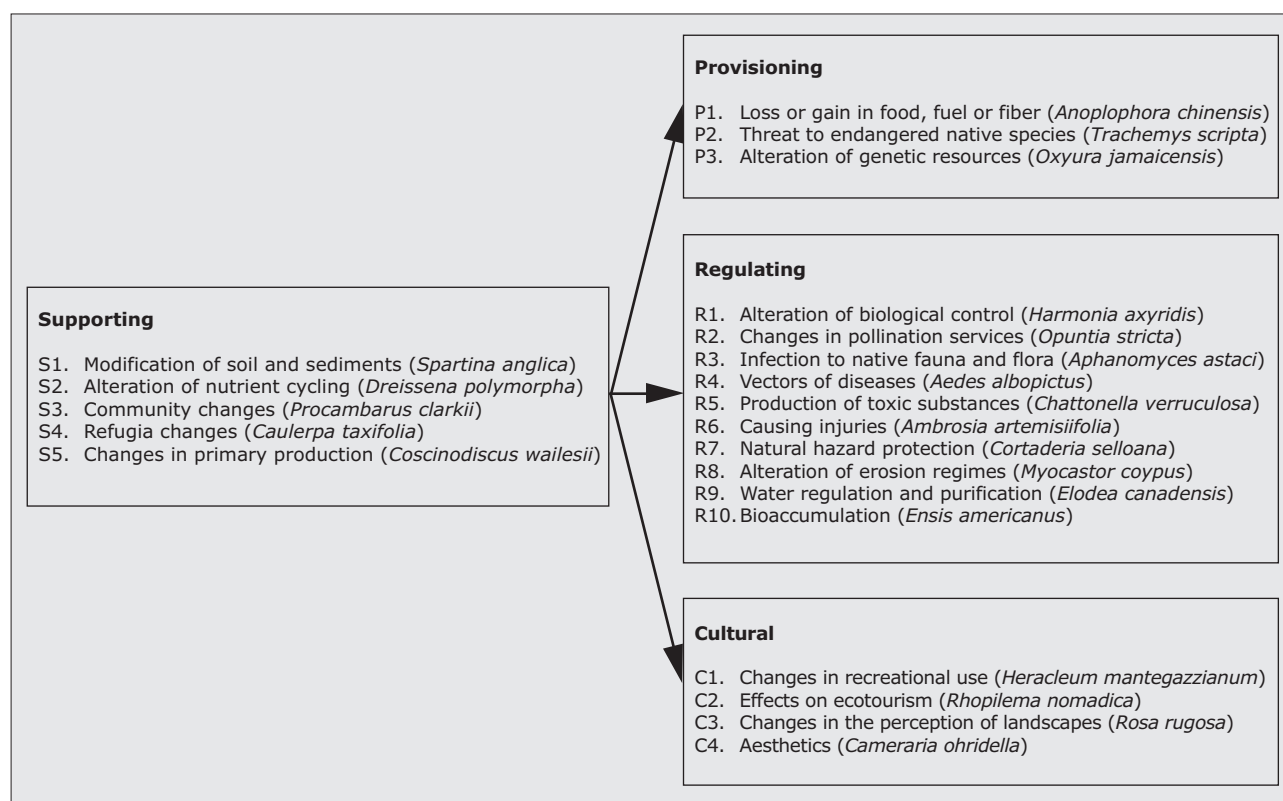 Supporting
S1. Modification of soil and sediments (Spartina anglica)
S2. Alteration of nutrient cycling (Dreissena polymorpha)
S3. Community changes (Procambarus clarkii)
S4. Refugia changes (Caulerpa taxifolia)
S5. Changes in primary production (Coscinodiscus wailesii)
Provisioning
P1. Loss or gain in food, fuel or fiber (Anoplophora chinensis)
P2. Threat to endangered native species (Trachemys scripta)
P3. Alteration of genetic resources (Oxyura jamaicensis)
Regulating
R1. Alteration of biological control (Harmonia axyridis)
R2. Changes in pollination services (Opuntia stricta)
R3. Infection to native fauna and flora (Aphanomyces astaci)
R4. Vectors of diseases (Aedes albopictus)
R5. Production of toxic substances (Chattonella verruculosa)
R6. Causing injuries (Ambrosia artemisiifolia)
R7. Natural hazard protection (Cortaderia selloana)
R8. Alteration of erosion regimes (Myocastor coypus)
R9. Water regulation and purification (Elodea canadensis)
R10. Bioaccumulation (Ensis americanus)
Cultural
C1. Changes in recreational use (Heracleum mantegazzianum)
C2. Effects on ecotourism (Rhopilema nomadica)
C3. Changes in the perception of landscapes (Rosa rugosa)
C4. Aesthetics (Cameraria ohridella)